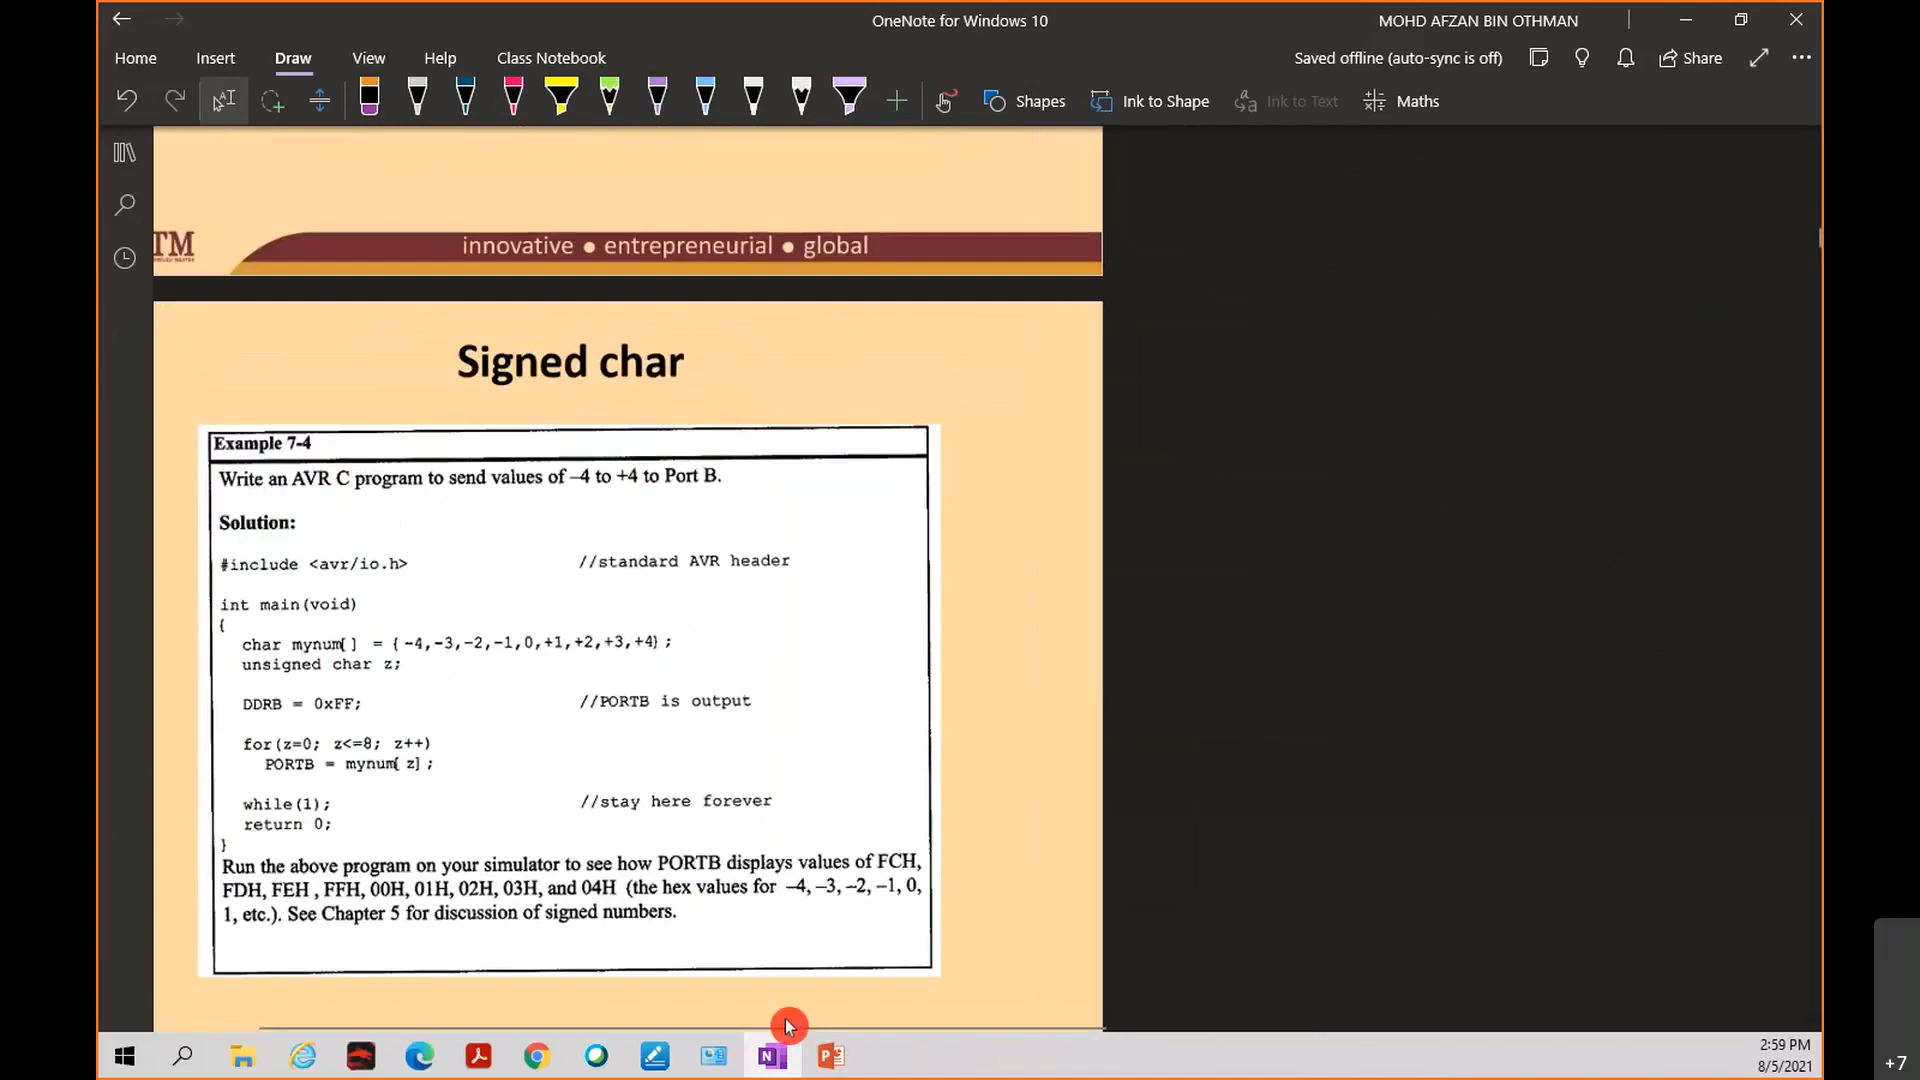 OneNote for Windows 10
MOHD AFZAN BIN OTHMAN
Home Insert Draw View Help Class Notebook
Saved offline (auto-sync is off)
Share
Shapes
Ink to Shape
Ink to Text
Maths
TM
innovative ● entrepreneurial ● global
Signed char
Example 7-4
Write an AVR C program to send values of –4 to +4 to Port B.
Solution:
#include <avr/io.h> //standard AVR header
int main(void)
{
char mynum[] = {-4,-3,-2,-1,0,+1,+2,+3,+4};
unsigned char z;
DDRB = 0xFF; //PORTB is output
for(z=0; z<=8; z++)
PORTB = mynum[z];
while(1); //stay here forever
return 0;
}
Run the above program on your simulator to see how PORTB displays values of FCH,
FDH, FEH , FFH, 00H, 01H, 02H, 03H, and 04H (the hex values for –4, –3, –2, –1, 0,
1, etc.). See Chapter 5 for discussion of signed numbers.
2:59 PM
8/5/2021
+7